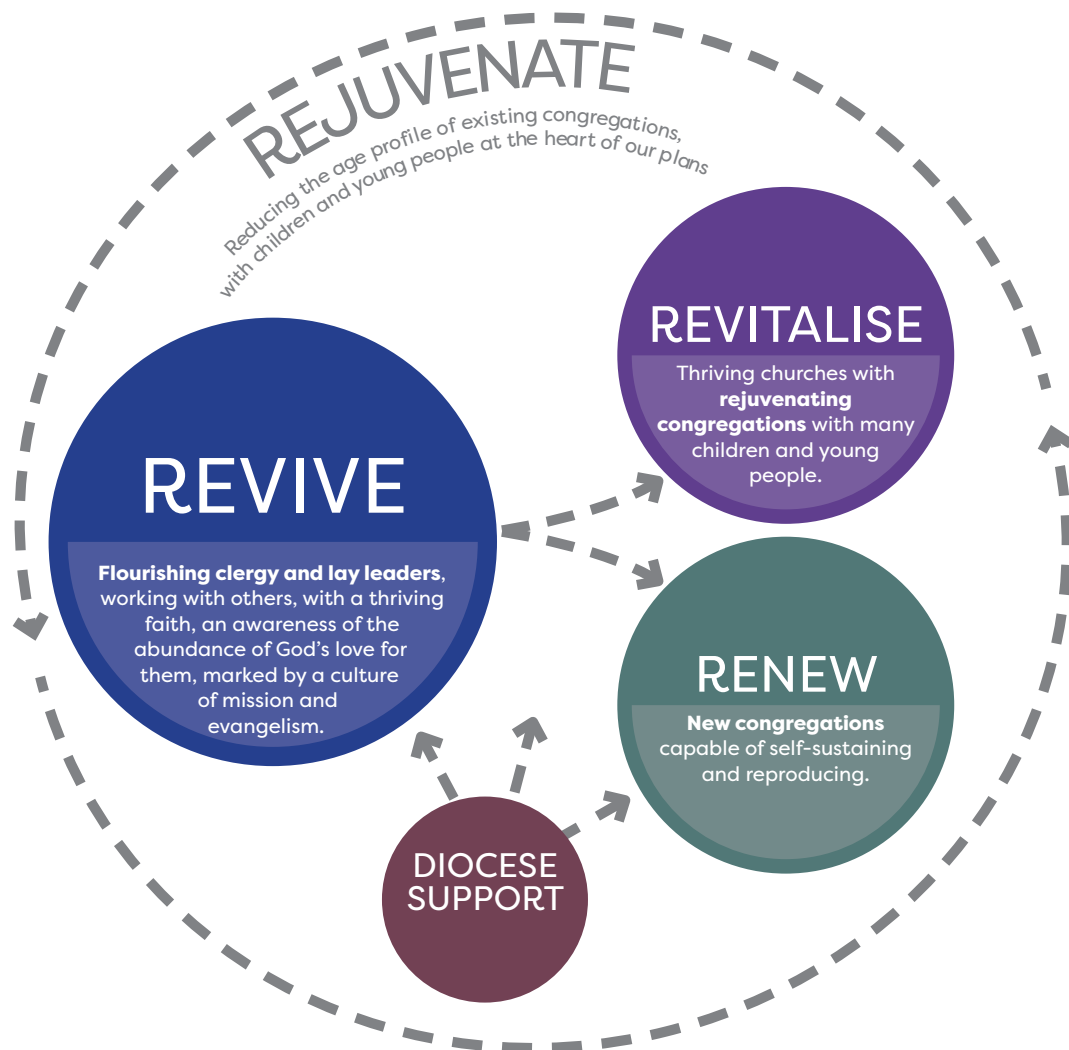 REJUVENATE
Reducing the age profile of existing congregations,
with children and young people at the heart of our plans
REVITALISE
Thriving churches with
rejuvenating
congregations with many
children and young
people.
REVIVE
Flourishing clergy and lay leaders,
working with others, with a thriving
faith, an awareness of the
abundance of God’s love for
them, marked by a culture
of mission and
evangelism.
RENEW
New congregations
capable of self-sustaining
and reproducing.
DIOCESE
SUPPORT